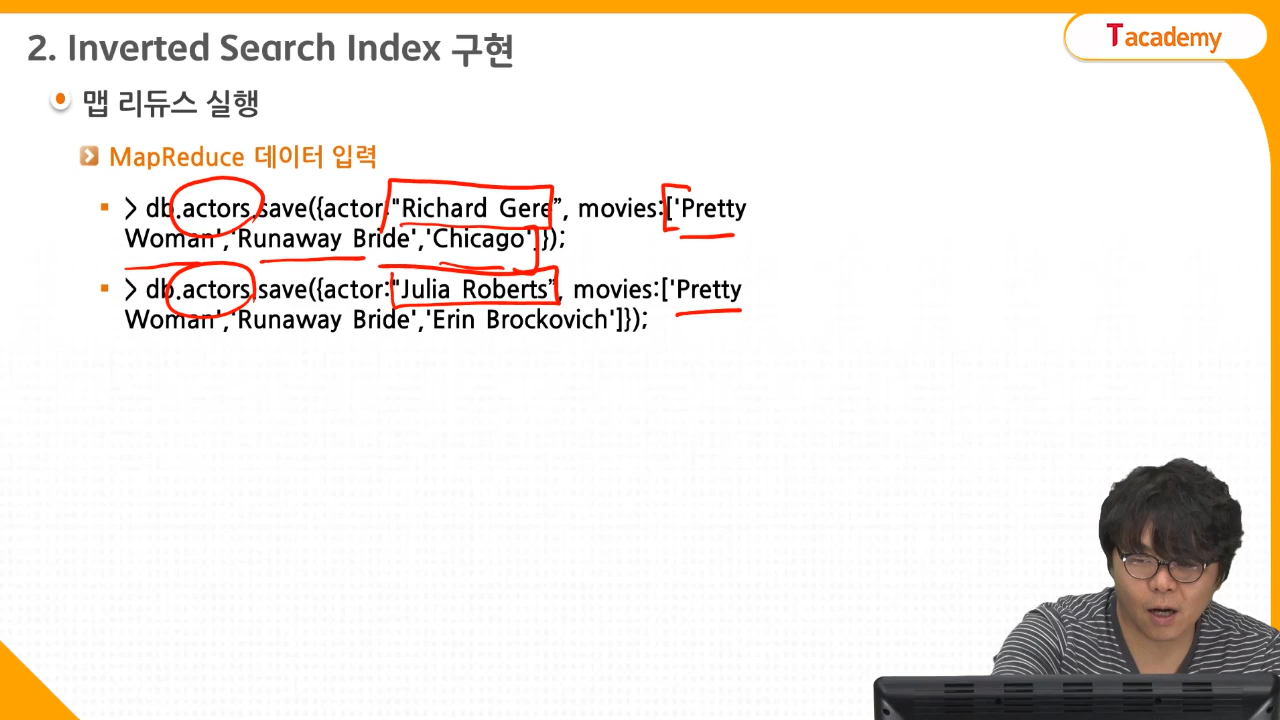 2. Inverted Search Index 구현
Tacademy
맵 리듀스 실행
MapReduce 데이터 입력
> db.actors.save({actor:"Richard Gere", movies:['Pretty
Woman','Runaway Bride','Chicago']});
> db.actors.save({actor:"Julia Roberts", movies:['Pretty
Woman','Runaway Bride','Erin Brockovich']});